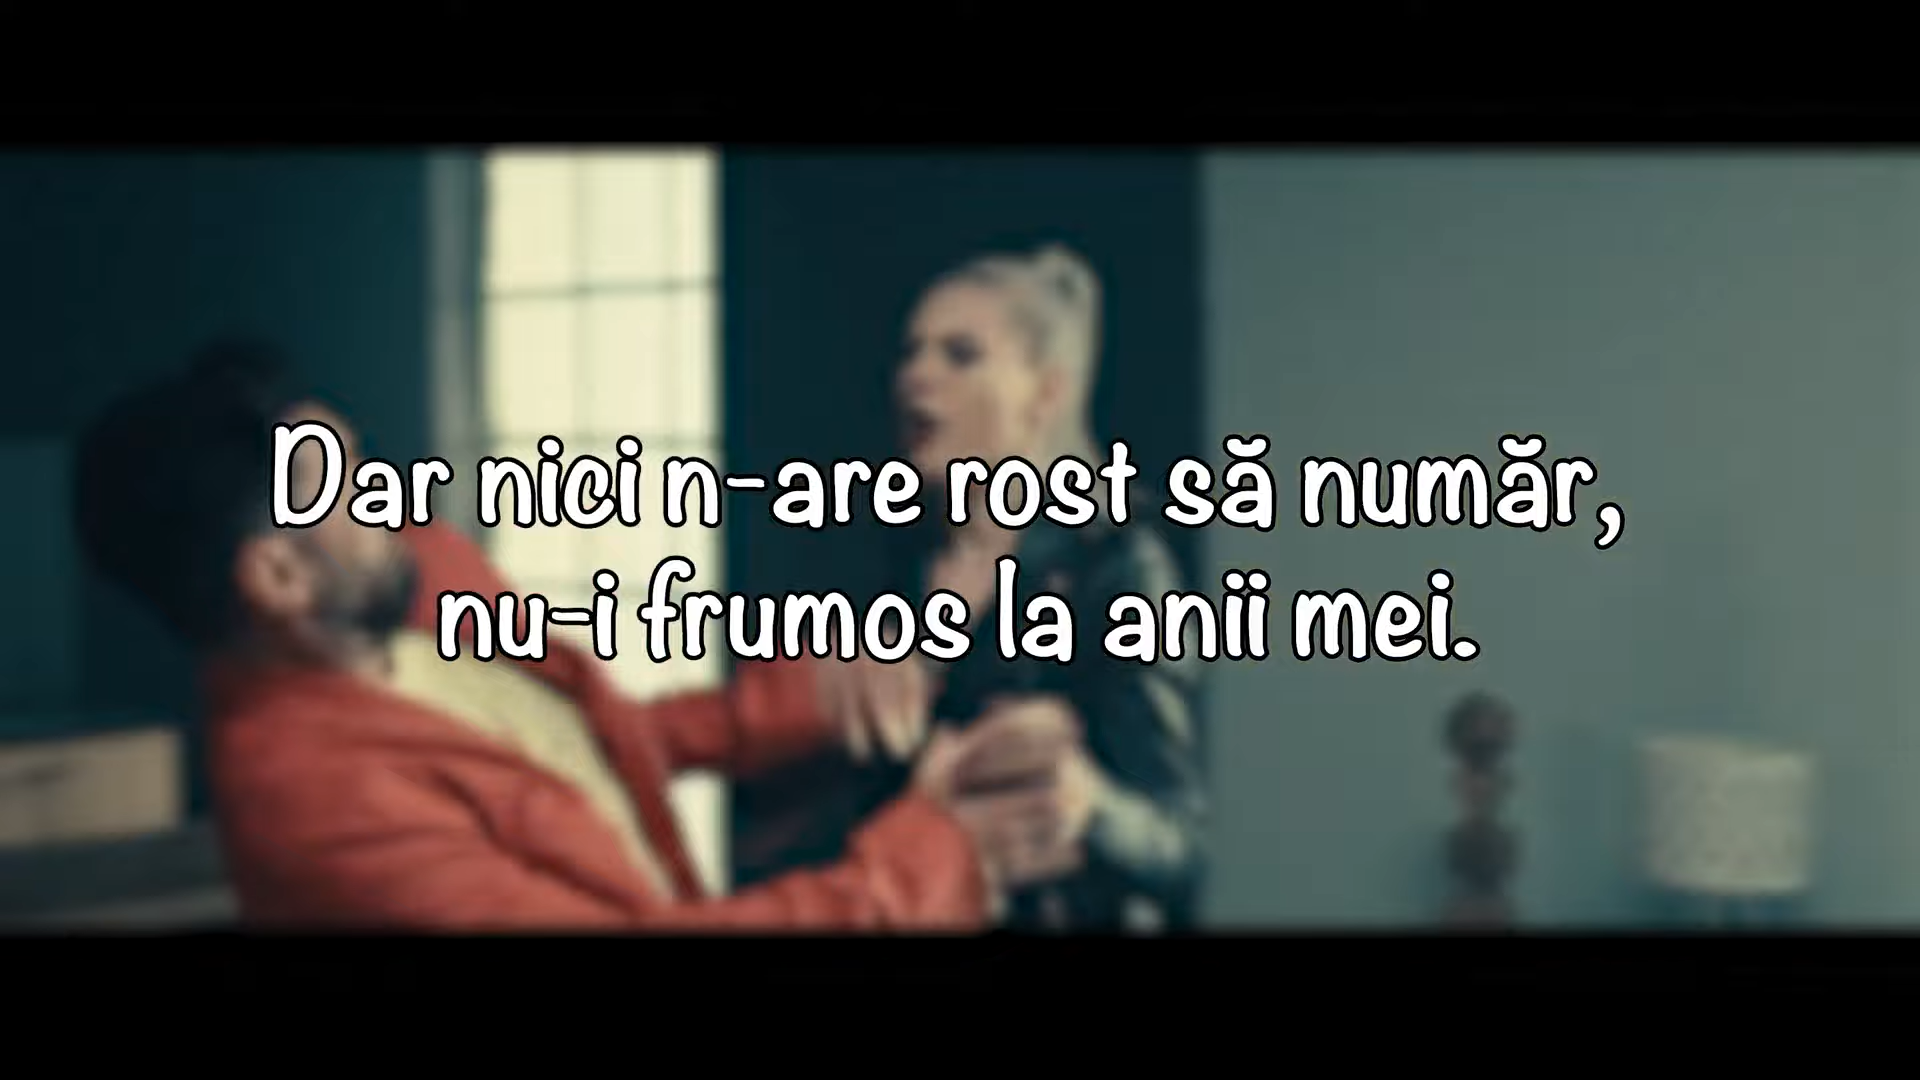 Dar nici n-are rost să număr,
nu-i frumos la anii mei.